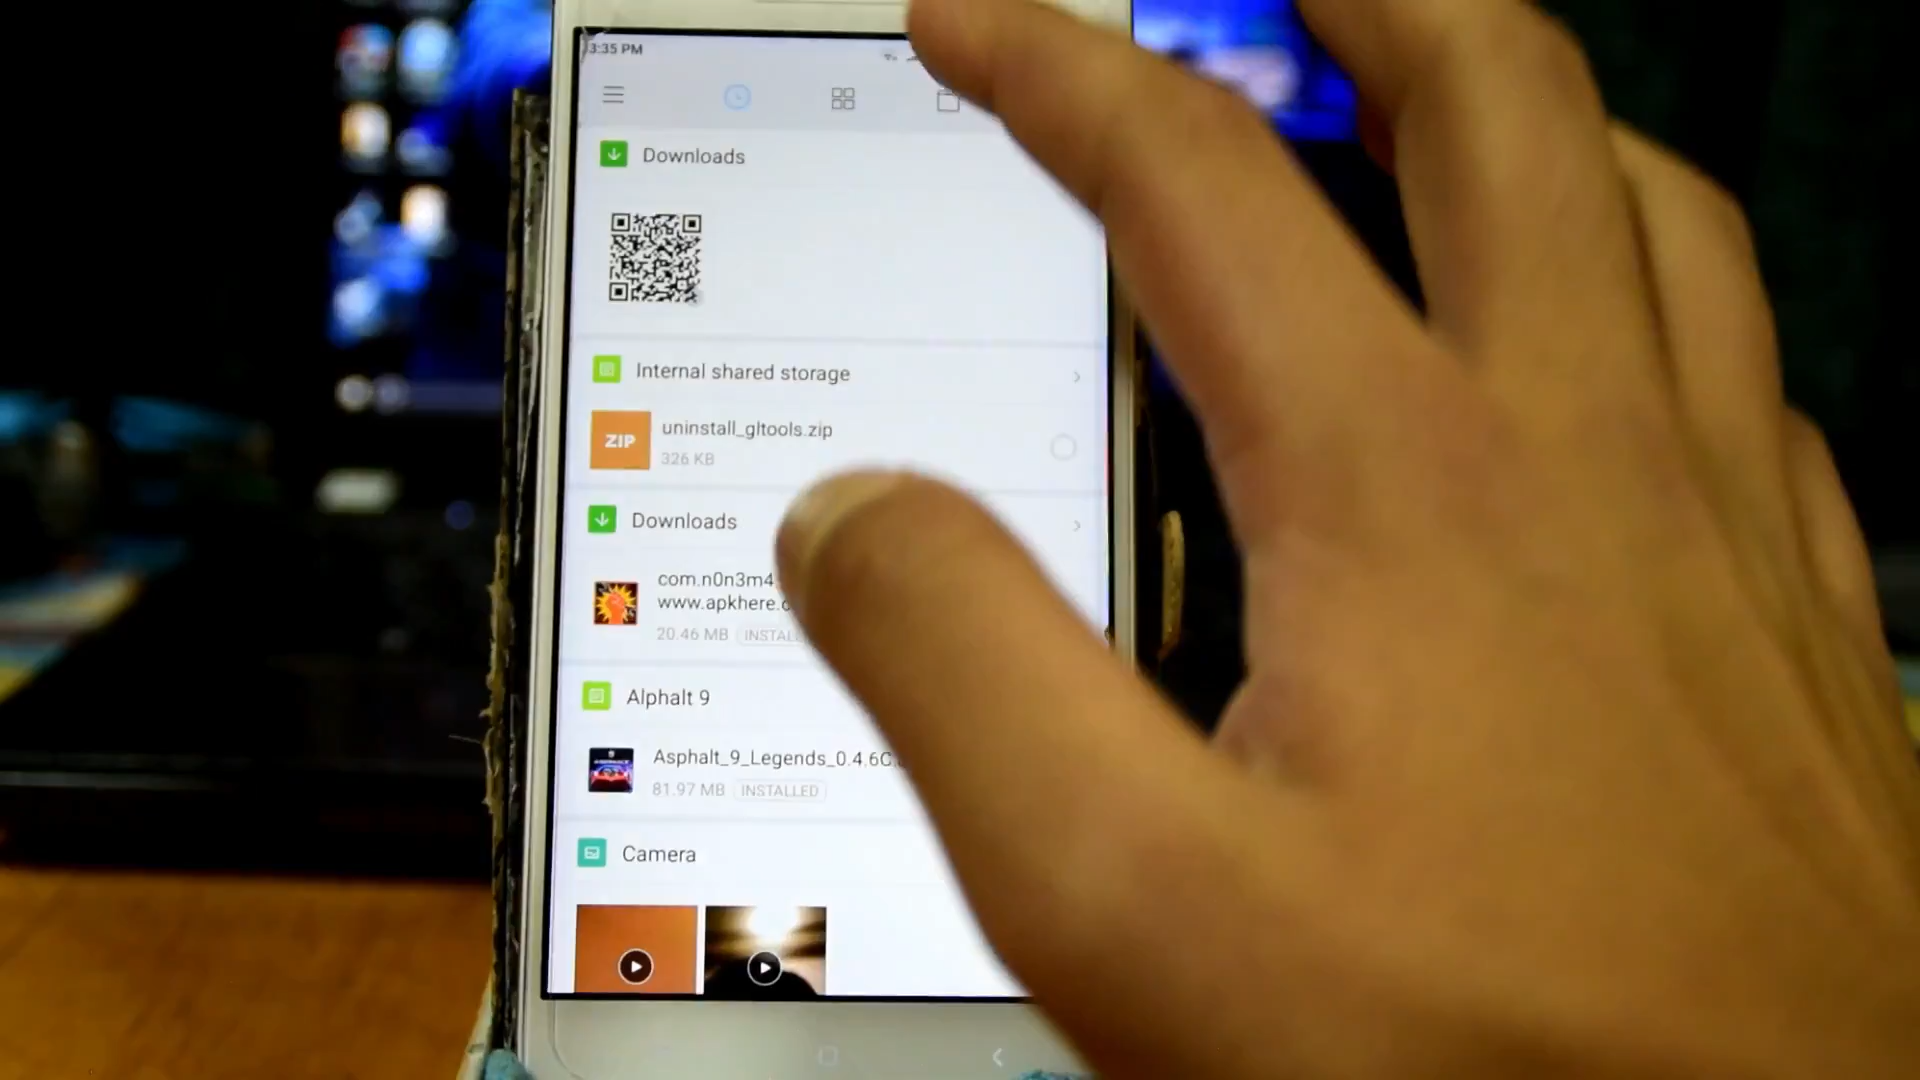 3:35 PM
Downloads
Internal shared storage
ZIP
uninstall_gltools.zip
326 KB
Downloads
com.n0n3m4
www.apkhere.
20.46 MB
Alphalt 9
Asphalt_9_Legends_0.4.6C
81.97 MB INSTALLED
Camera